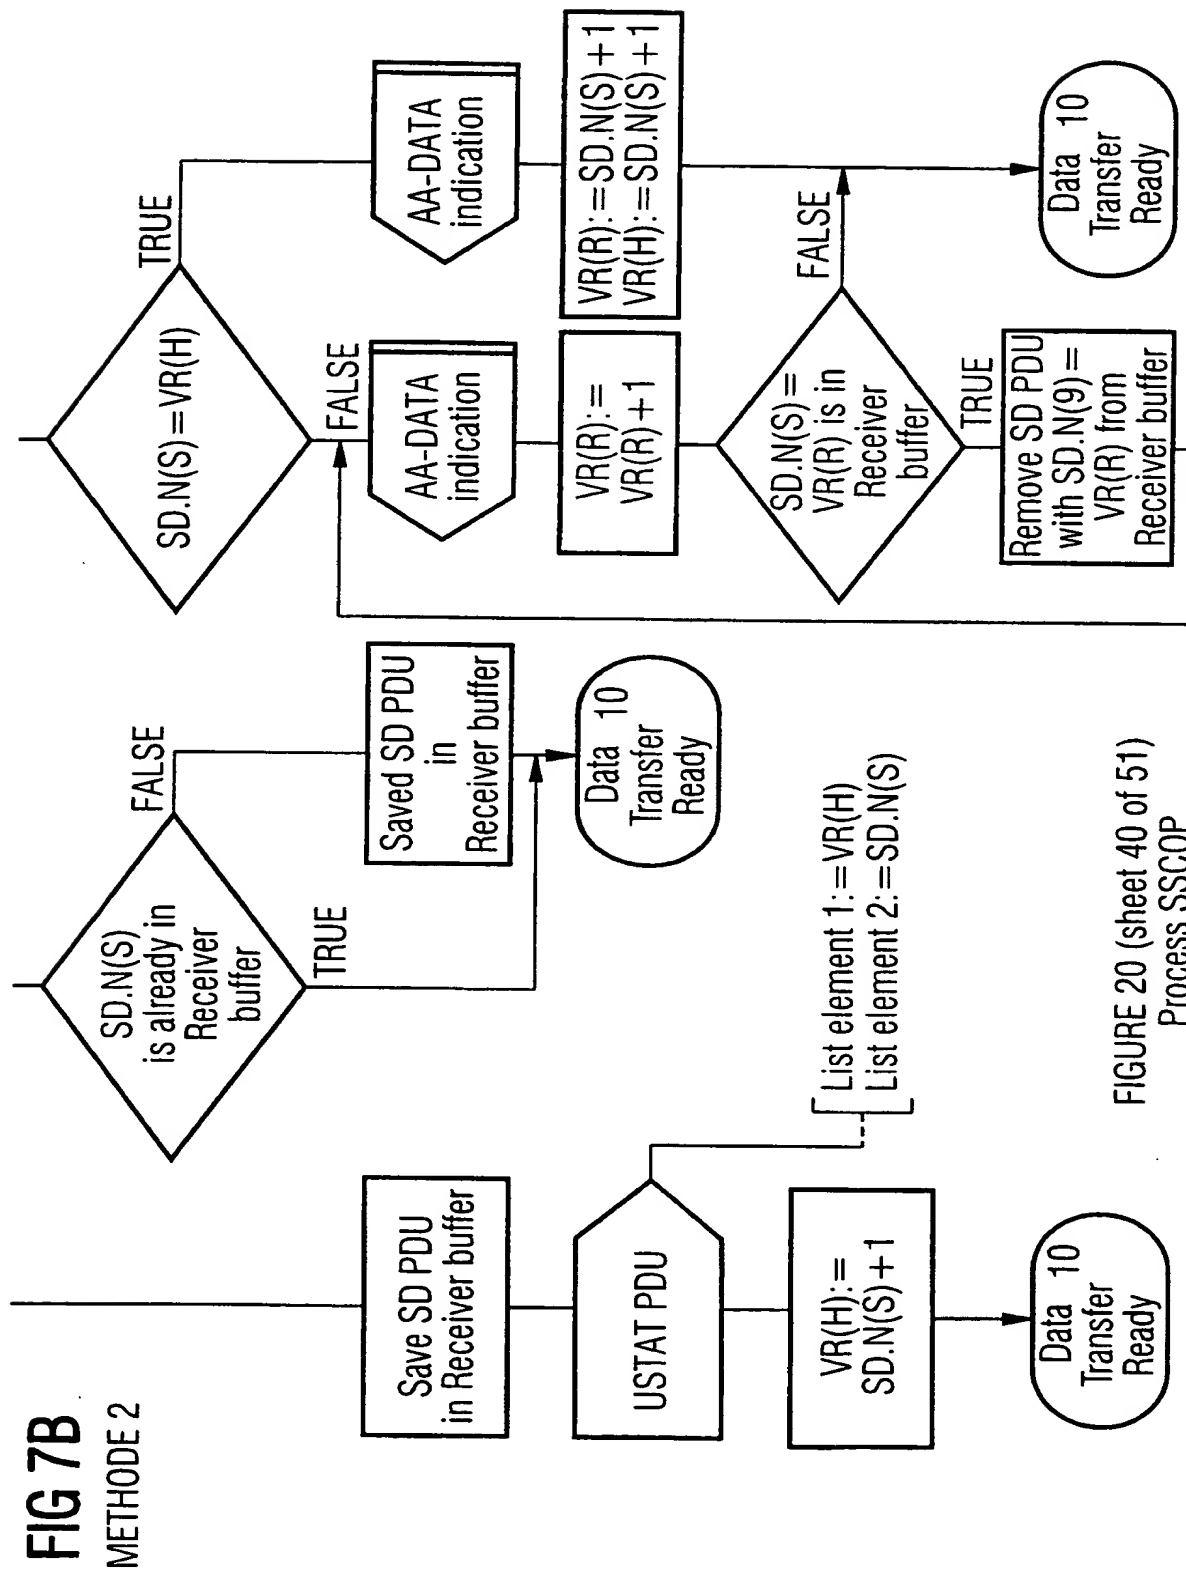 FIG 7B
METHODE 2
Save SD PDU
in Receiver buffer
USTAT PDU
List element 1:=VR(H)
List element 2:=SD.N(S)
VR(H):=
SD.N(S)+1
Data 10
Transfer
Ready
SD.N(S)
is already in
Receiver
buffer
FALSE
TRUE
Saved SD PDU
in
Receiver buffer
Data 10
Transfer
Ready
SD.N(S)=VR(H)
TRUE
FALSE
AA-DATA
indication
AA-DATA
indication
VR(R):=
VR(R)+1
VR(R):=SD.N(S)+1
VR(H):=SD.N(S)+1
SD.N(S)=
VR(R) is in
Receiver
buffer
FALSE
TRUE
Remove SD PDU
with SD.N(9)=
VR(R) from
Receiver buffer
Data 10
Transfer
Ready
FIGURE 20 (sheet 40 of 51)
Process SSCOP